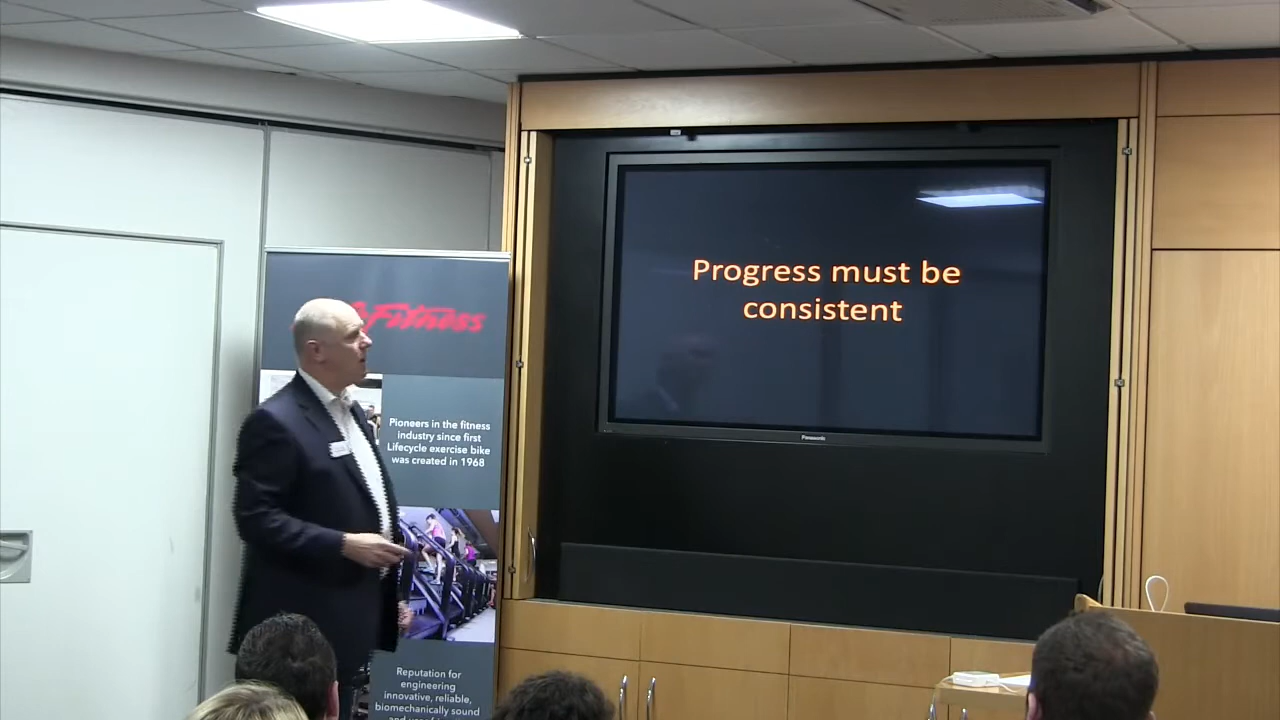 Progress must be
consistent
Fitness
Pioneers in the fitness
industry since first
Lifecycle exercise bike
was created in 1968
Reputation for
engineering
innovative, reliable,
biomechanically sound
Panasonic